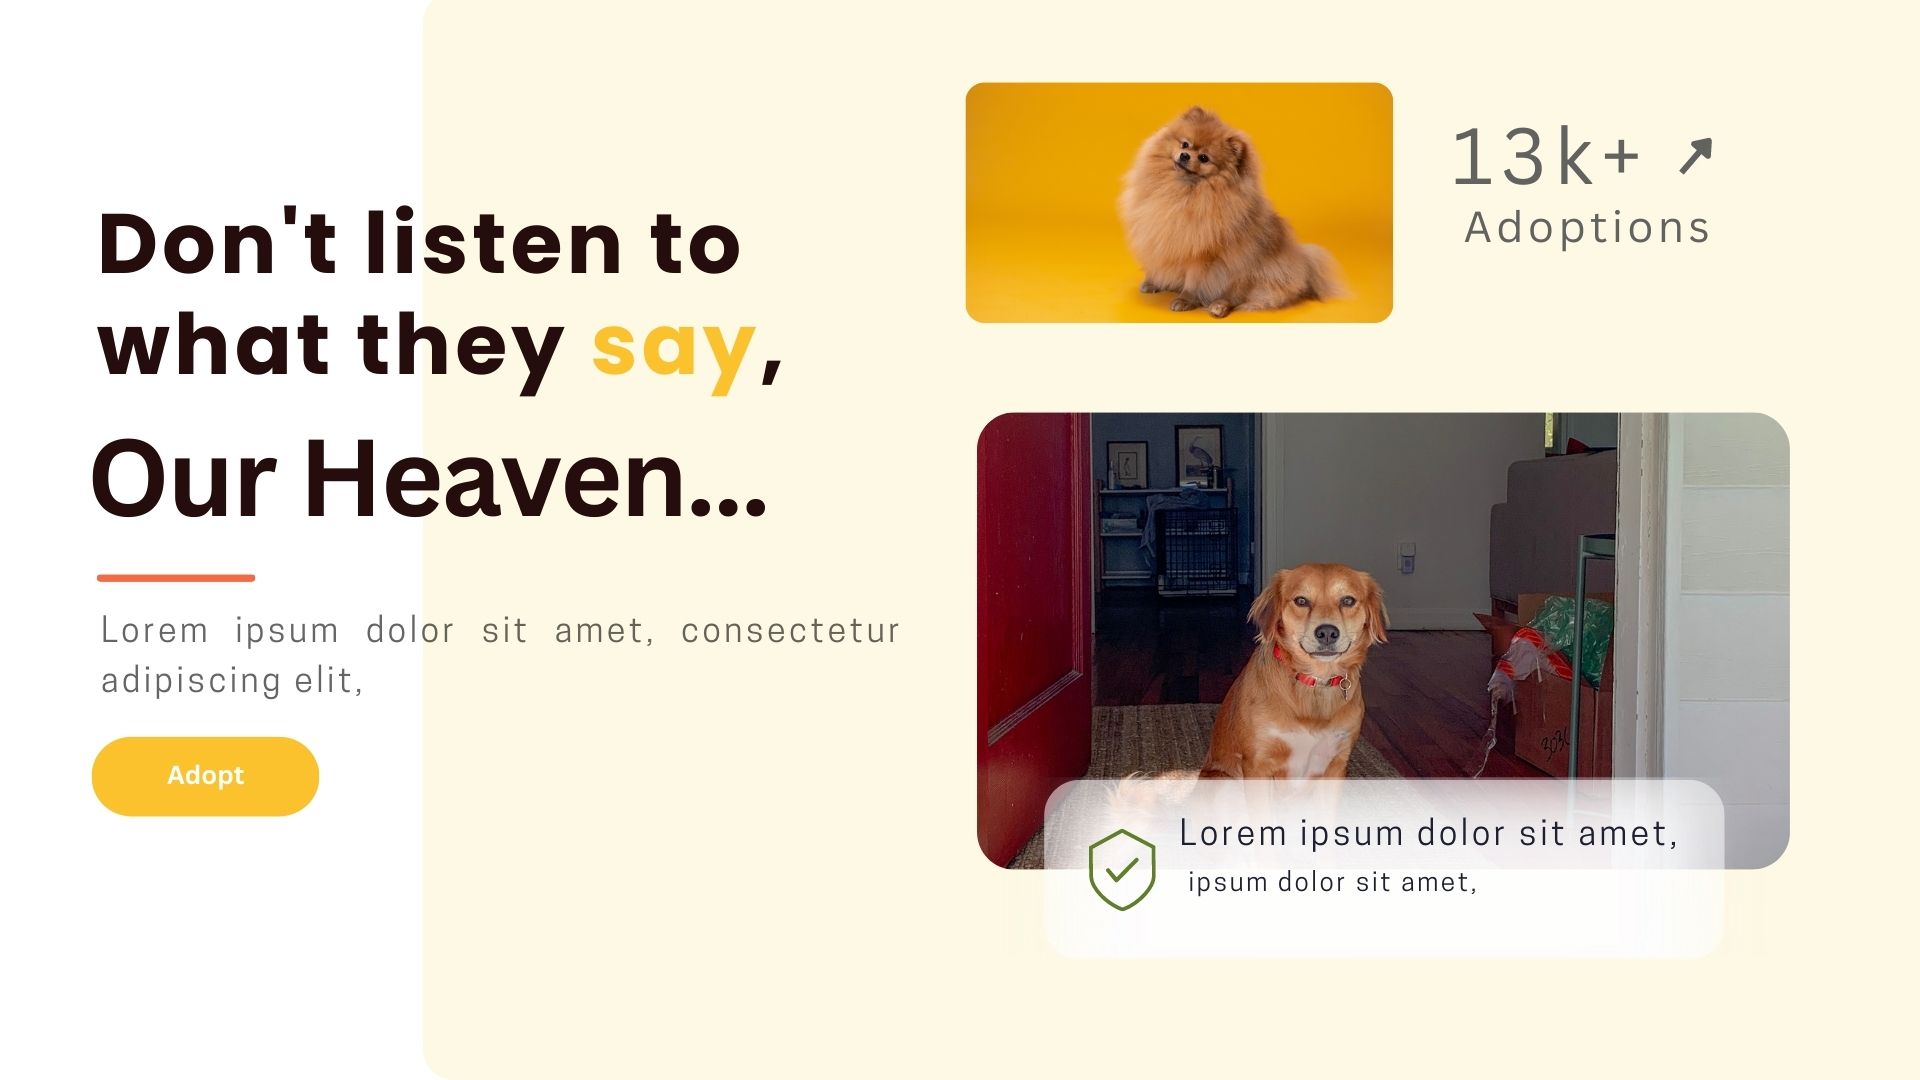 Don't listen to
what they say,
Our Heaven...
Lorem ipsum dolor sit amet, consectetur
adipiscing elit,
Adopt
13k+
Adoptions
3030
Lorem ipsum dolor sit amet,
ipsum dolor sit amet,